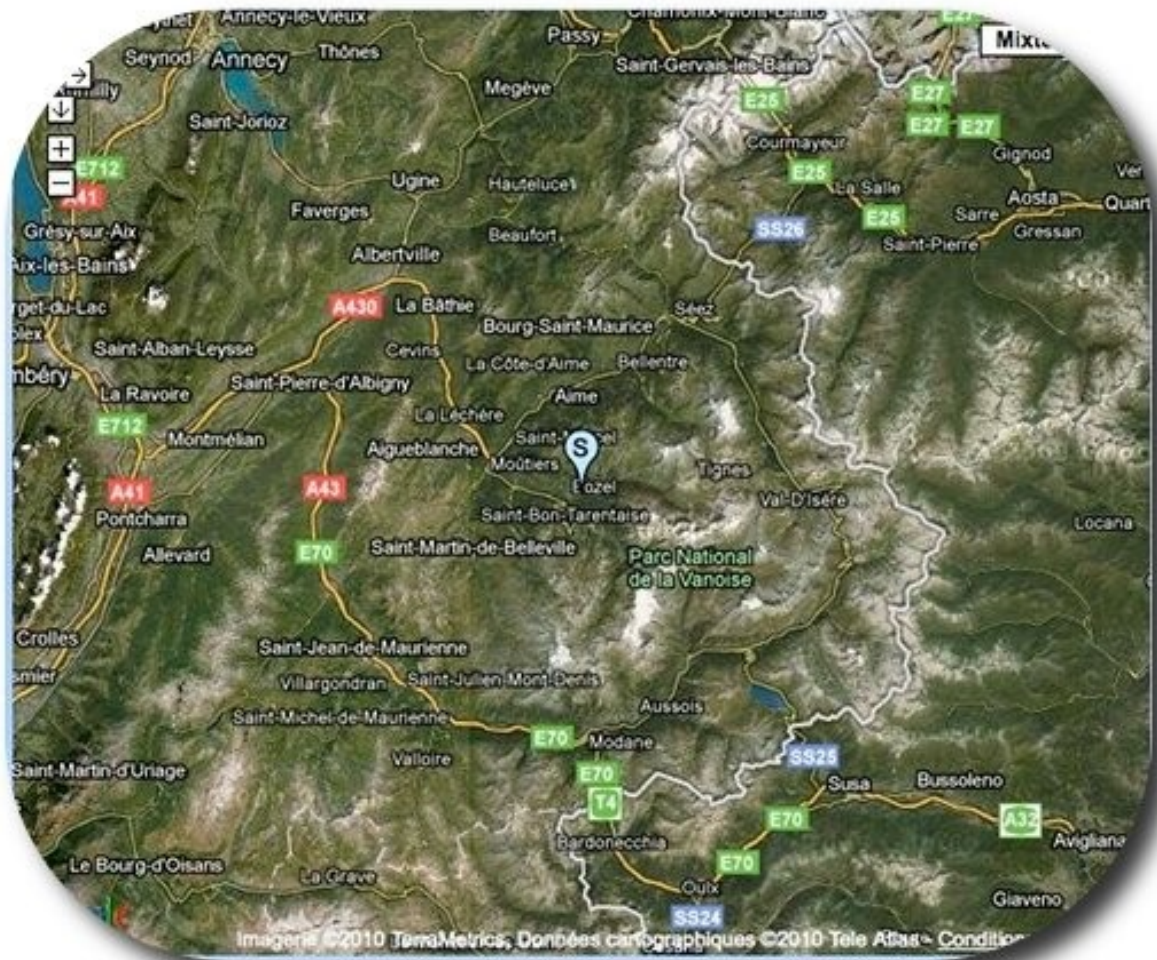 Annecy-le-Vieux
Chamonix-Mont-Blanc
E27
Passy
Seynod
Annecy
Thônes
Saint-Gervais-les-Bains
Megève
E25
E27
E27
E27
Saint-Jorioz
Courmayeur
Gignod
E712
A41
Ugine
Hauteluce
E25
La Salle
Aosta
Faverges
E25
Sarre
Quart
Grésy-sur-Aix
Beaufort
SS26
Saint-Pierre
Gressan
Aix-les-Bains
Albertville
A430
La Bâthie
Séez
Bourg-Saint-Maurice
Saint-Alban-Leysse
Cevins
La Côte-d'Aime
Bellentre
Saint-Pierre-d'Albigny
La Ravoire
Aime
E712
La Léchère
Montmélian
Aigueblanche
S
Moûtiers
Tignes
A41
A43
Bozel
Val-D'Isère
Pontcharra
Saint-Bon-Tarentaise
Locana
Allevard
E70
Saint-Martin-de-Belleville
Parc National
de la Vanoise
Crolles
Saint-Jean-de-Maurienne
Villargondran
Saint-Julien-Mont-Denis
Aussois
Saint-Michel-de-Maurienne
E70
Modane
Valloire
SS25
Saint-Martin-d'Uriage
E70
Susa
Bussoleno
T4
E70
A32
Bardonecchia
Avigliana
Le Bourg-d'Oisans
E70
La Grave
Oulx
Giaveno
SS24
Imagerie ©2010 TerraMetrics, Données cartographiques ©2010 Tele Atlas - Condition